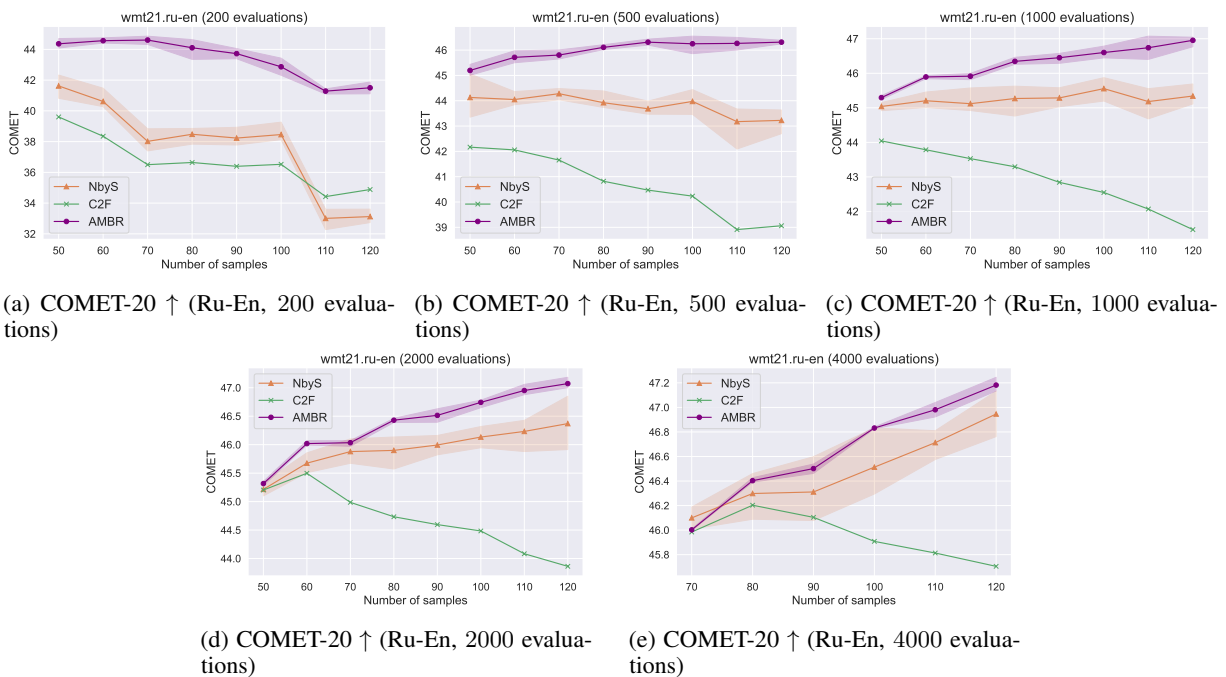 wmt21.ru-en (200 evaluations)
COMET
44
42
40
38
36
34
32
NbyS
C2F
AMBR
50 60 70 80 90 100 110 120
Number of samples
wmt21.ru-en (500 evaluations)
COMET
46
45
44
43
42
41
40
39
NbyS
C2F
AMBR
50 60 70 80 90 100 110 120
Number of samples
wmt21.ru-en (1000 evaluations)
COMET
47
46
45
44
43
42
NbyS
C2F
AMBR
50 60 70 80 90 100 110 120
Number of samples
(a) COMET-20 ↑ (Ru-En, 200 evalua-
tions)
(b) COMET-20 ↑ (Ru-En, 500 evalua-
tions)
(c) COMET-20 ↑ (Ru-En, 1000 evalua-
tions)
wmt21.ru-en (2000 evaluations)
NbyS
C2F
AMBR
COMET
47.0
46.5
46.0
45.5
45.0
44.5
44.0
50 60 70 80 90 100 110 120
Number of samples
wmt21.ru-en (4000 evaluations)
NbyS
C2F
AMBR
COMET
47.2
47.0
46.8
46.6
46.4
46.2
46.0
45.8
70 80 90 100 110 120
Number of samples
(d) COMET-20 ↑ (Ru-En, 2000 evalua-
tions)
(e) COMET-20 ↑ (Ru-En, 4000 evalua-
tions)